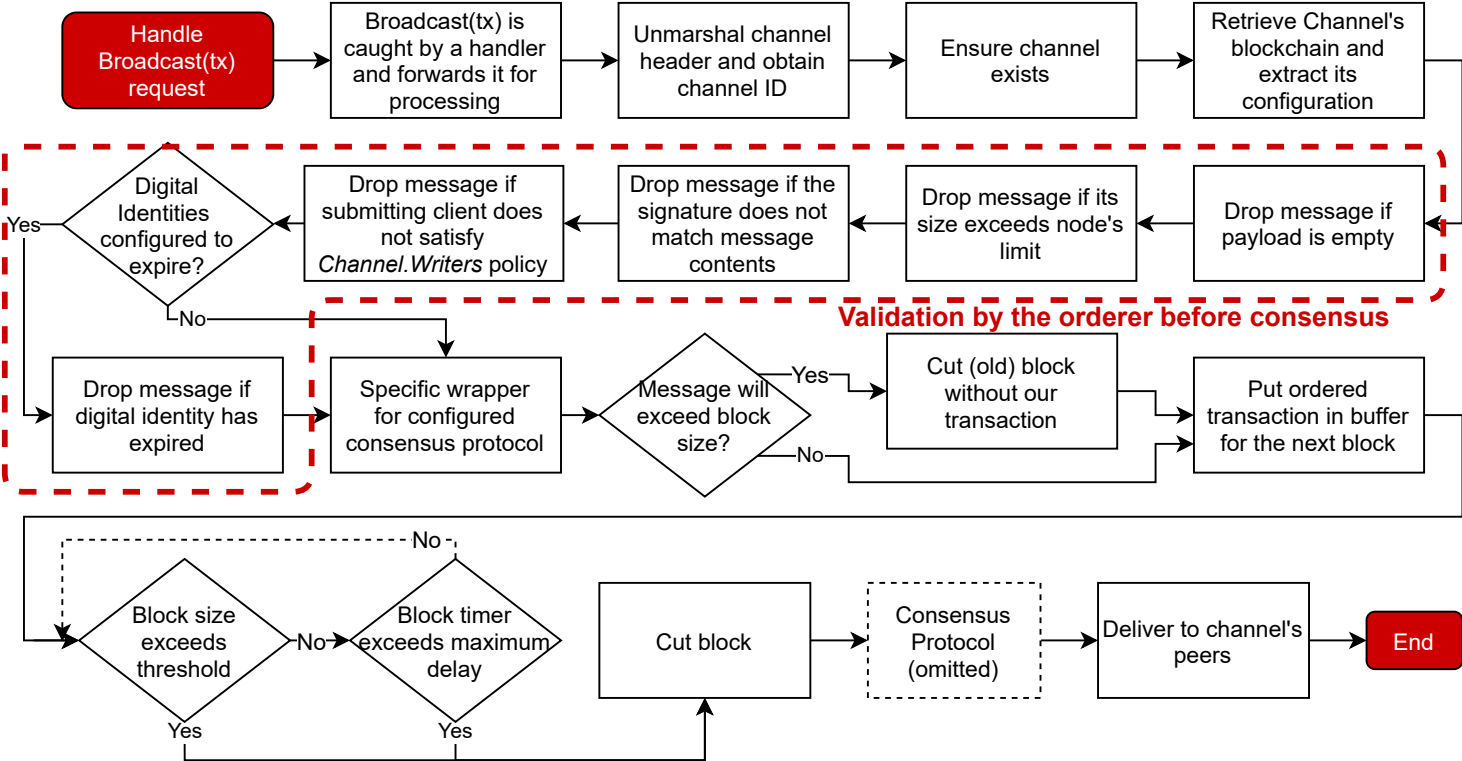 Handle
Broadcast(tx)
request
Broadcast(tx) is
caught by a handler
and forwards it for
processing
Unmarshal channel
header and obtain
channel ID
Ensure channel
exists
Retrieve Channel's
blockchain and
extract its
configuration
Drop message if
payload is empty
Drop message if its
size exceeds node's
limit
Drop message if the
signature does not
match message
contents
Drop message if
submitting client does
not satisfy
Channel.Writers policy
Digital
Identities
configured to
expire?
Yes
No
Validation by the orderer before consensus
Drop message if
digital identity has
expired
Specific wrapper
for configured
consensus protocol
Message will
exceed block
size?
Yes
No
Cut (old) block
without our
transaction
Put ordered
transaction in buffer
for the next block
Block size
exceeds
threshold
No
Yes
Block timer
exceeds maximum
delay
No
Yes
Cut block
Consensus
Protocol
(omitted)
Deliver to channel's
peers
End